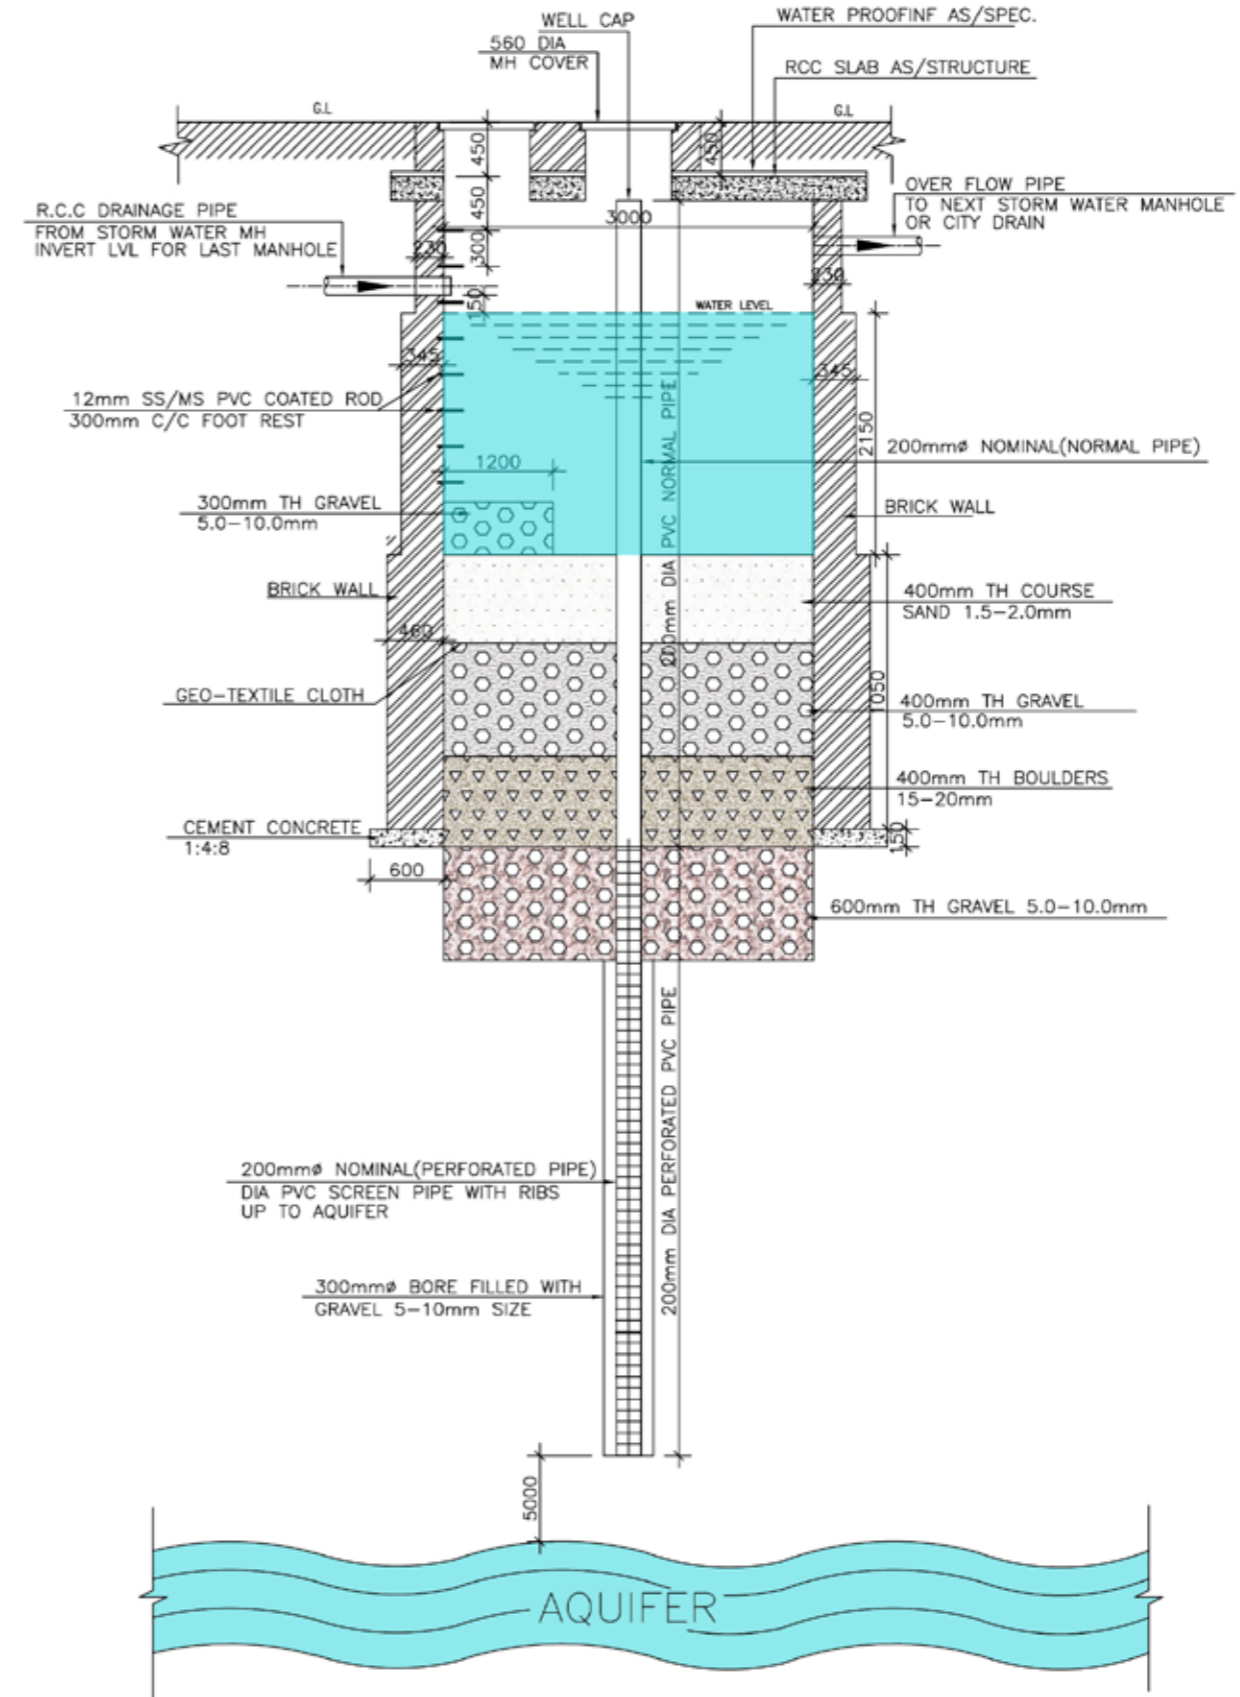 WELL CAP
560 DIA
MH COVER
WATER PROOFINF AS/SPEC.
RCC SLAB AS/STRUCTURE
G.L
G.L
450
450
OVER FLOW PIPE
TO NEXT STORM WATER MANHOLE
OR CITY DRAIN
R.C.C DRAINAGE PIPE
FROM STORM WATER MH
INVERT LVL FOR LAST MANHOLE
450
3000
230
300
230
150
WATER LEVEL
345
345
12mm SS/MS PVC COATED ROD
300mm C/C FOOT REST
2150
200mmø NOMINAL(NORMAL PIPE)
1200
300mm TH GRAVEL
5.0-10.0mm
BRICK WALL
200mm DIA PVC NORMAL PIPE
BRICK WALL
400mm TH COURSE
SAND 1.5-2.0mm
460
GEO-TEXTILE CLOTH
1050
400mm TH GRAVEL
5.0-10.0mm
400mm TH BOULDERS
15-20mm
CEMENT CONCRETE
1:4:8
150
600
600mm TH GRAVEL 5.0-10.0mm
200mm DIA PERFORATED PVC PIPE
200mmø NOMINAL(PERFORATED PIPE)
DIA PVC SCREEN PIPE WITH RIBS
UP TO AQUIFER
300mmø BORE FILLED WITH
GRAVEL 5-10mm SIZE
5000
AQUIFER